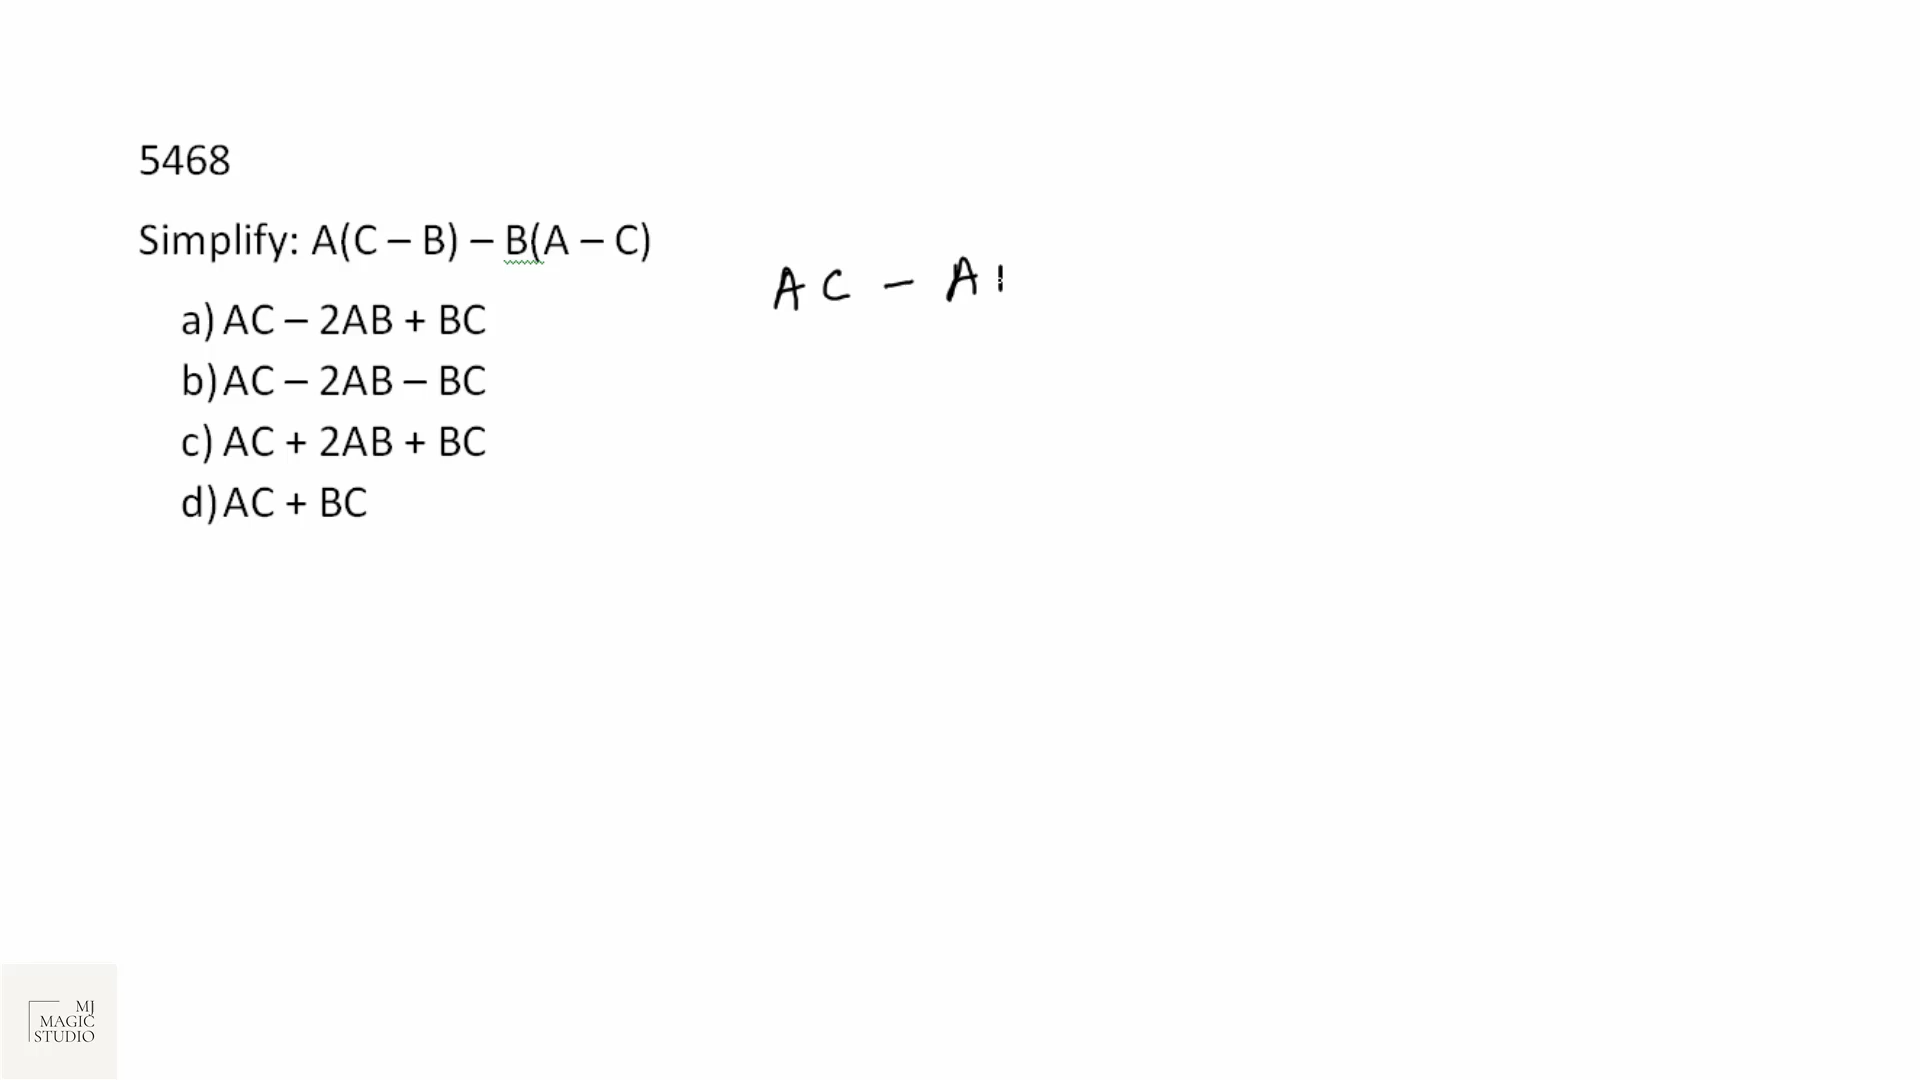 5468
Simplify: A(C – B) – B(A – C)
AC – A
a) AC – 2AB + BC
b) AC – 2AB – BC
c) AC + 2AB + BC
d) AC + BC
MJ
MAGIC
STUDIO